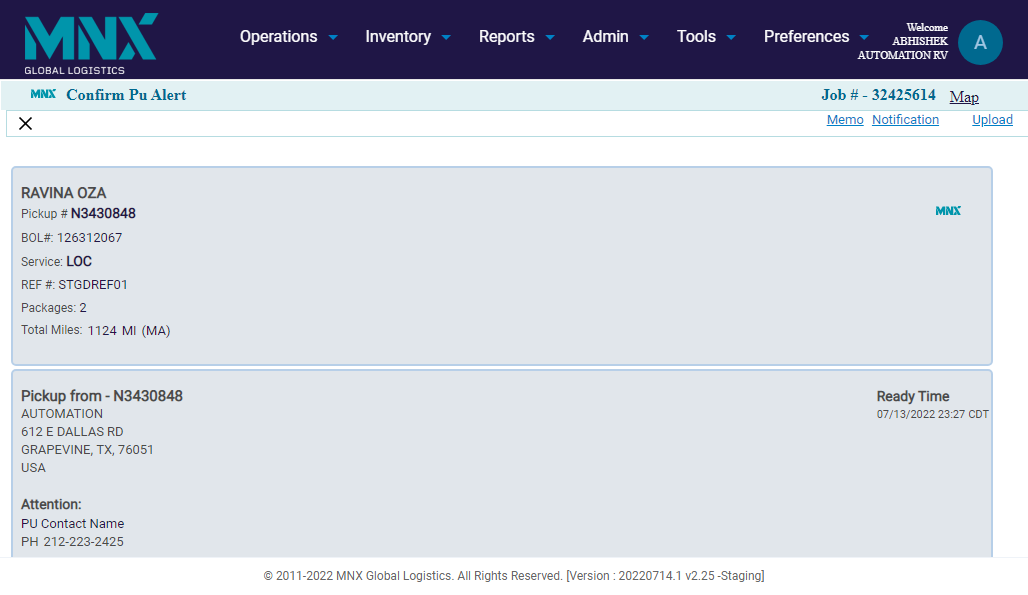 MNX
GLOBAL LOGISTICS
Operations Inventory Reports Admin Tools Preferences
Welcome
ABHISHEK
AUTOMATION RV
A
MNX Confirm Pu Alert Job # - 32425614 Map
Memo Notification Upload
RAVINA OZA
Pickup # N3430848
MNX
BOL#: 126312067
Service: LOC
REF #: STGDREF01
Packages: 2
Total Miles: 1124 MI (MA)
Pickup from - N3430848 Ready Time
AUTOMATION 07/13/2022 23:27 CDT
612 E DALLAS RD
GRAPEVINE, TX, 76051
USA
Attention:
PU Contact Name
PH 212-223-2425
© 2011-2022 MNX Global Logistics. All Rights Reserved. [Version : 20220714.1 v2.25 -Staging]